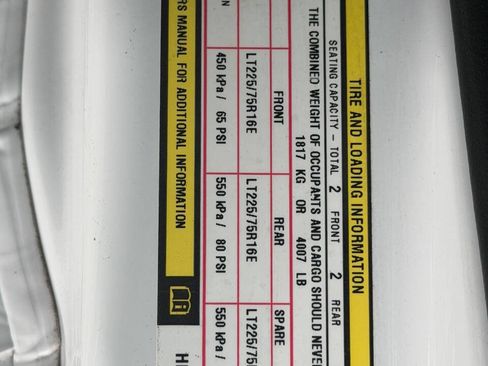 TIRE AND LOADING INFORMATION
SEATING CAPACITY - TOTAL 2 FRONT 2 REAR
THE COMBINED WEIGHT OF OCCUPANTS AND CARGO SHOULD NEVER
1817 KG OR 4007 LB
FRONT REAR SPARE
LT225/75R16E LT225/75R16E LT225/75
450 kPa / 65 PSI 550 kPa / 80 PSI 550 kPa /
RS MANUAL FOR ADDITIONAL INFORMATION